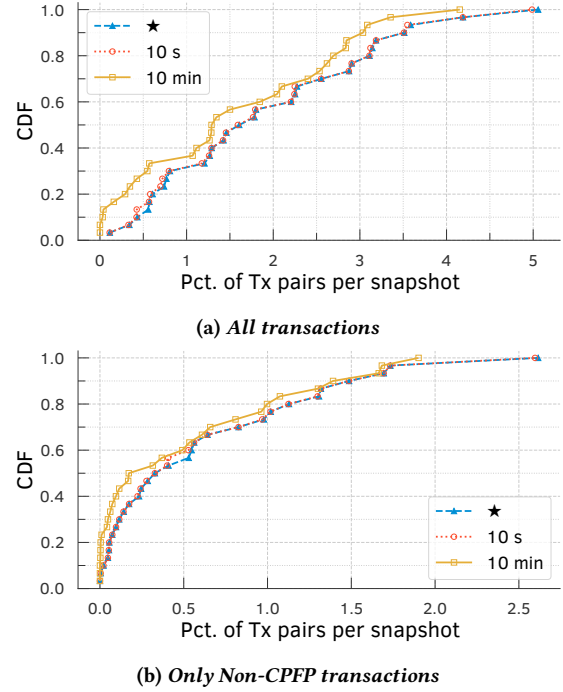 ★
10 s
10 min
CDF
1.0
0.8
0.6
0.4
0.2
0.0
0
1
2
3
4
5
Pct. of Tx pairs per snapshot
(a) All transactions
CDF
1.0
0.8
0.6
0.4
0.2
0.0
★
10 s
10 min
0.0
0.5
1.0
1.5
2.0
2.5
Pct. of Tx pairs per snapshot
(b) Only Non-CPFP transactions